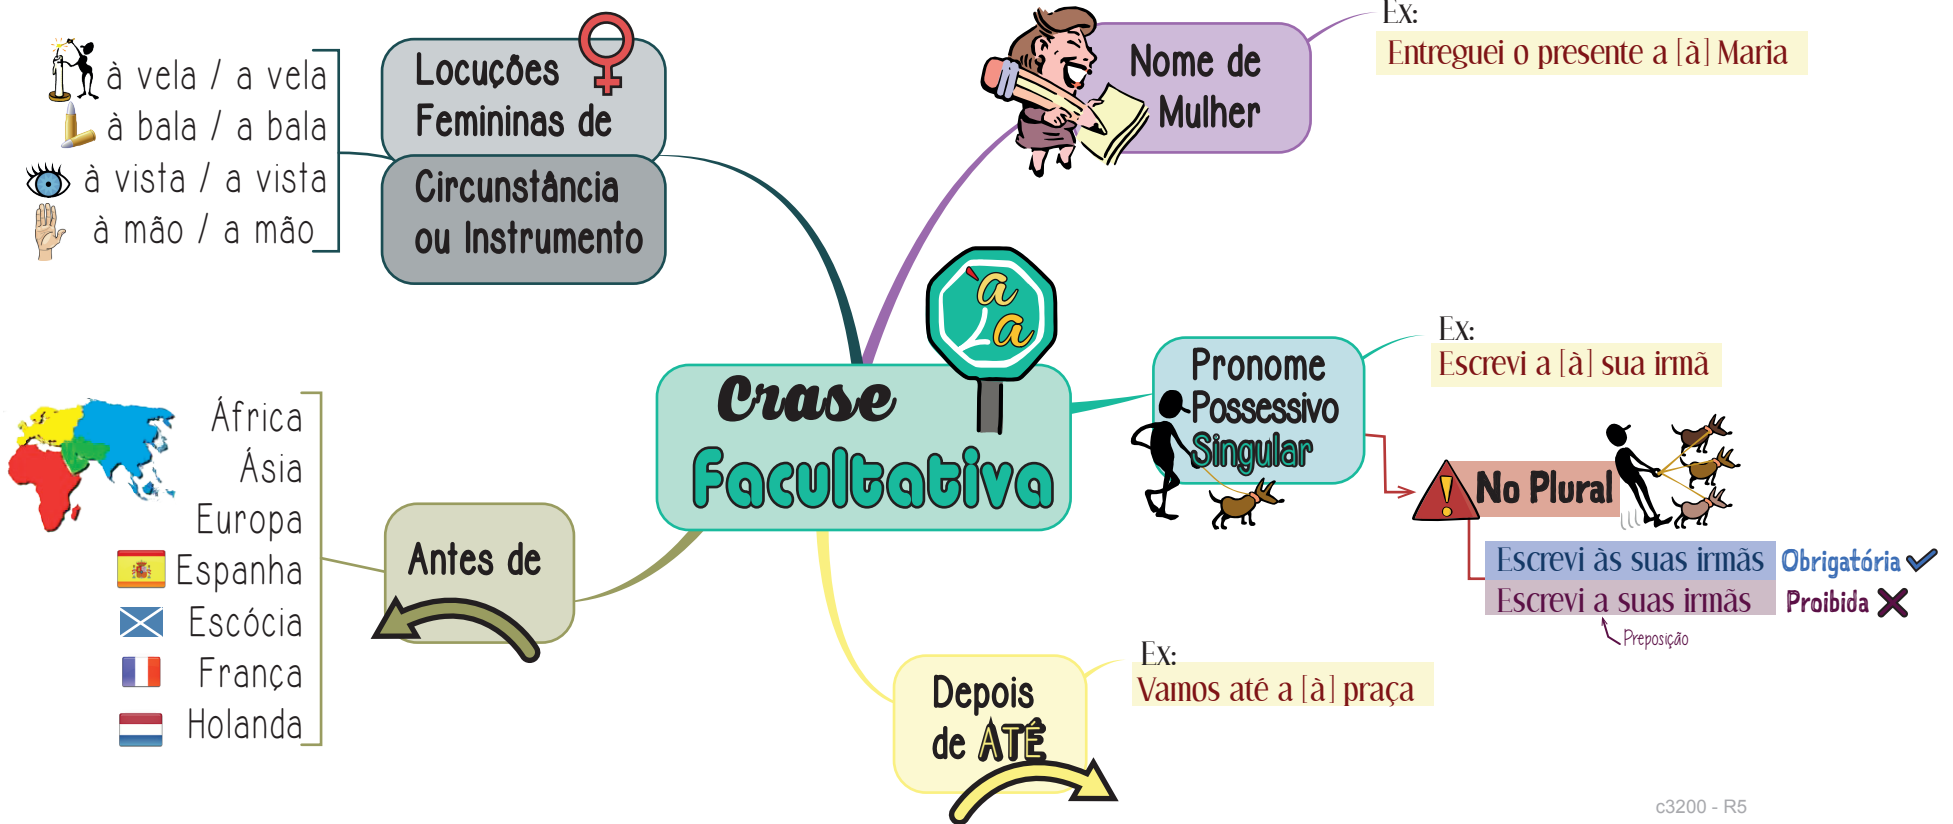 Crase
Facultativa
à
a
Nome de
Mulher
Ex:
Entreguei o presente a [à] Maria
Pronome
Possessivo
Singular
Ex:
Escrevi a [à] sua irmã
No Plural
Escrevi às suas irmãs Obrigatória
Escrevi a suas irmãs Proibida
Preposição
Depois
de ATÉ
Ex:
Vamos até a [à] praça
Antes de
África
Ásia
Europa
Espanha
Escócia
França
Holanda
Locuções
Femininas de
Circunstância
ou Instrumento
à vela / a vela
à bala / a bala
à vista / a vista
à mão / a mão
c3200 - R5